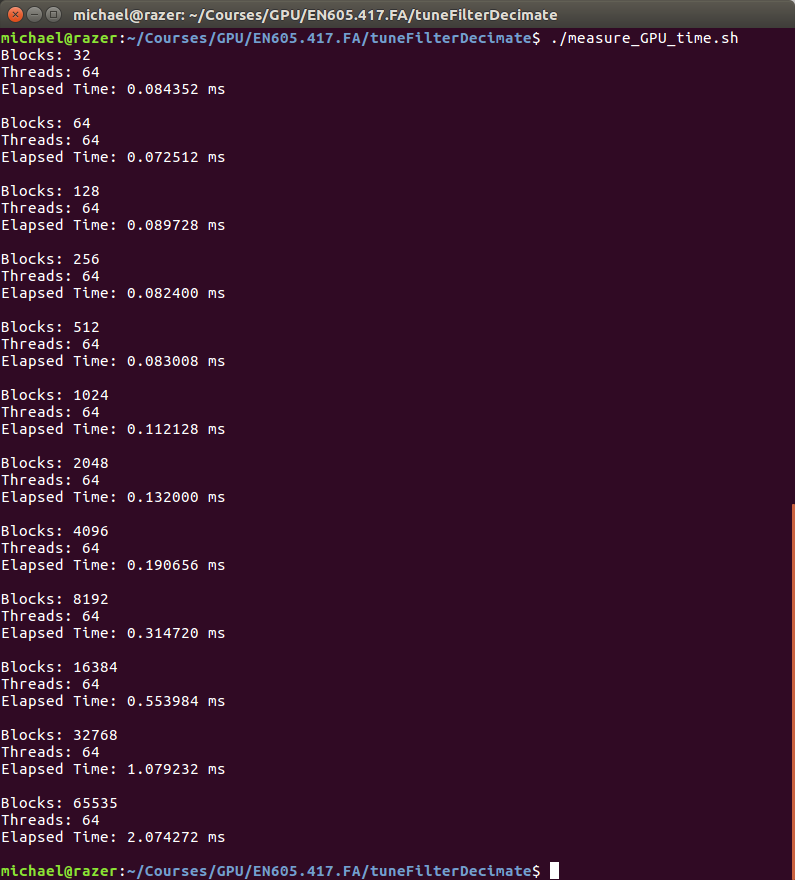 michael@razer: ~/Courses/GPU/EN605.417.FA/tuneFilterDecimate
michael@razer:~/Courses/GPU/EN605.417.FA/tuneFilterDecimate$ ./measure_GPU_time.sh
Blocks: 32
Threads: 64
Elapsed Time: 0.084352 ms
Blocks: 64
Threads: 64
Elapsed Time: 0.072512 ms
Blocks: 128
Threads: 64
Elapsed Time: 0.089728 ms
Blocks: 256
Threads: 64
Elapsed Time: 0.082400 ms
Blocks: 512
Threads: 64
Elapsed Time: 0.083008 ms
Blocks: 1024
Threads: 64
Elapsed Time: 0.112128 ms
Blocks: 2048
Threads: 64
Elapsed Time: 0.132000 ms
Blocks: 4096
Threads: 64
Elapsed Time: 0.190656 ms
Blocks: 8192
Threads: 64
Elapsed Time: 0.314720 ms
Blocks: 16384
Threads: 64
Elapsed Time: 0.553984 ms
Blocks: 32768
Threads: 64
Elapsed Time: 1.079232 ms
Blocks: 65535
Threads: 64
Elapsed Time: 2.074272 ms
michael@razer:~/Courses/GPU/EN605.417.FA/tuneFilterDecimate$